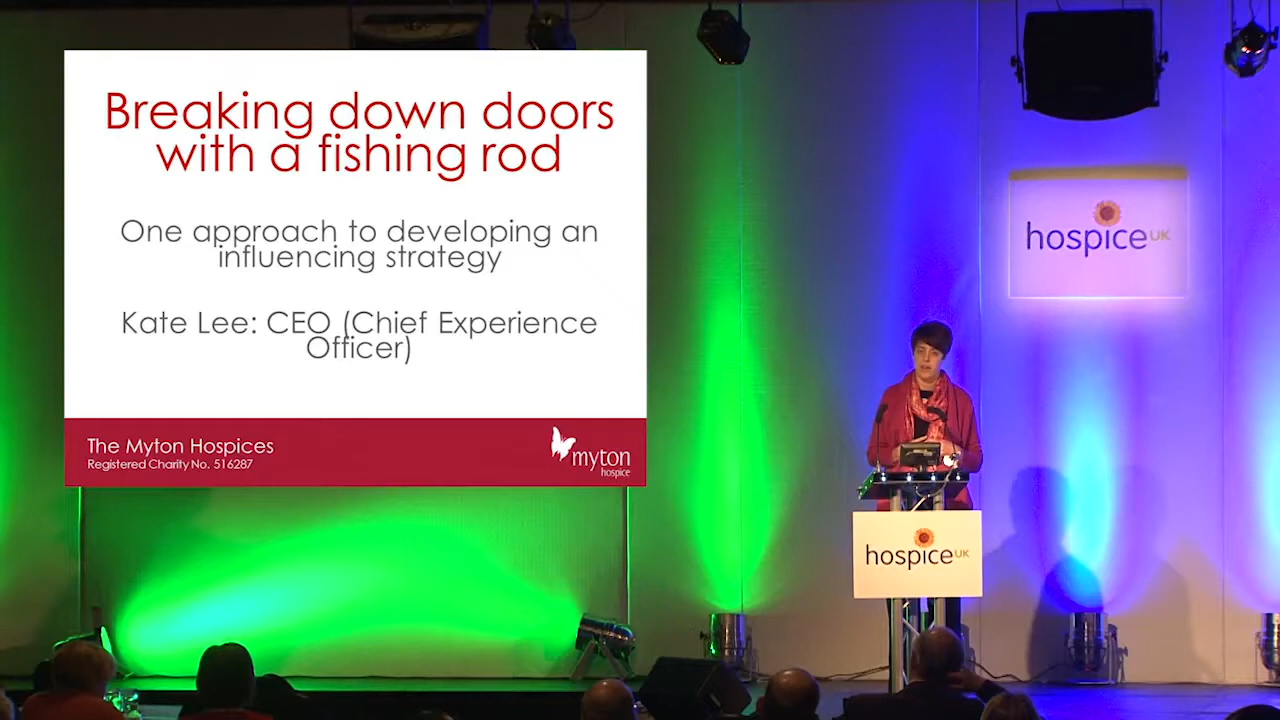 Breaking down doors
with a fishing rod
One approach to developing an
influencing strategy
Kate Lee: CEO (Chief Experience
Officer)
The Myton Hospices
Registered Charity No. 516287
myton
hospice
hospice UK
hospice UK